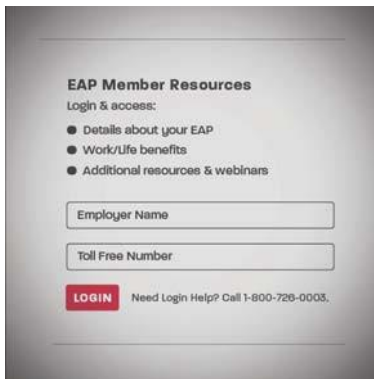 EAP Member Resources
Login & access:
Details about your EAP
Work/Life benefits
Additional resources & webinars
Employer Name
Toll Free Number
LOGIN Need Login Help? Call 1-800-726-0003.